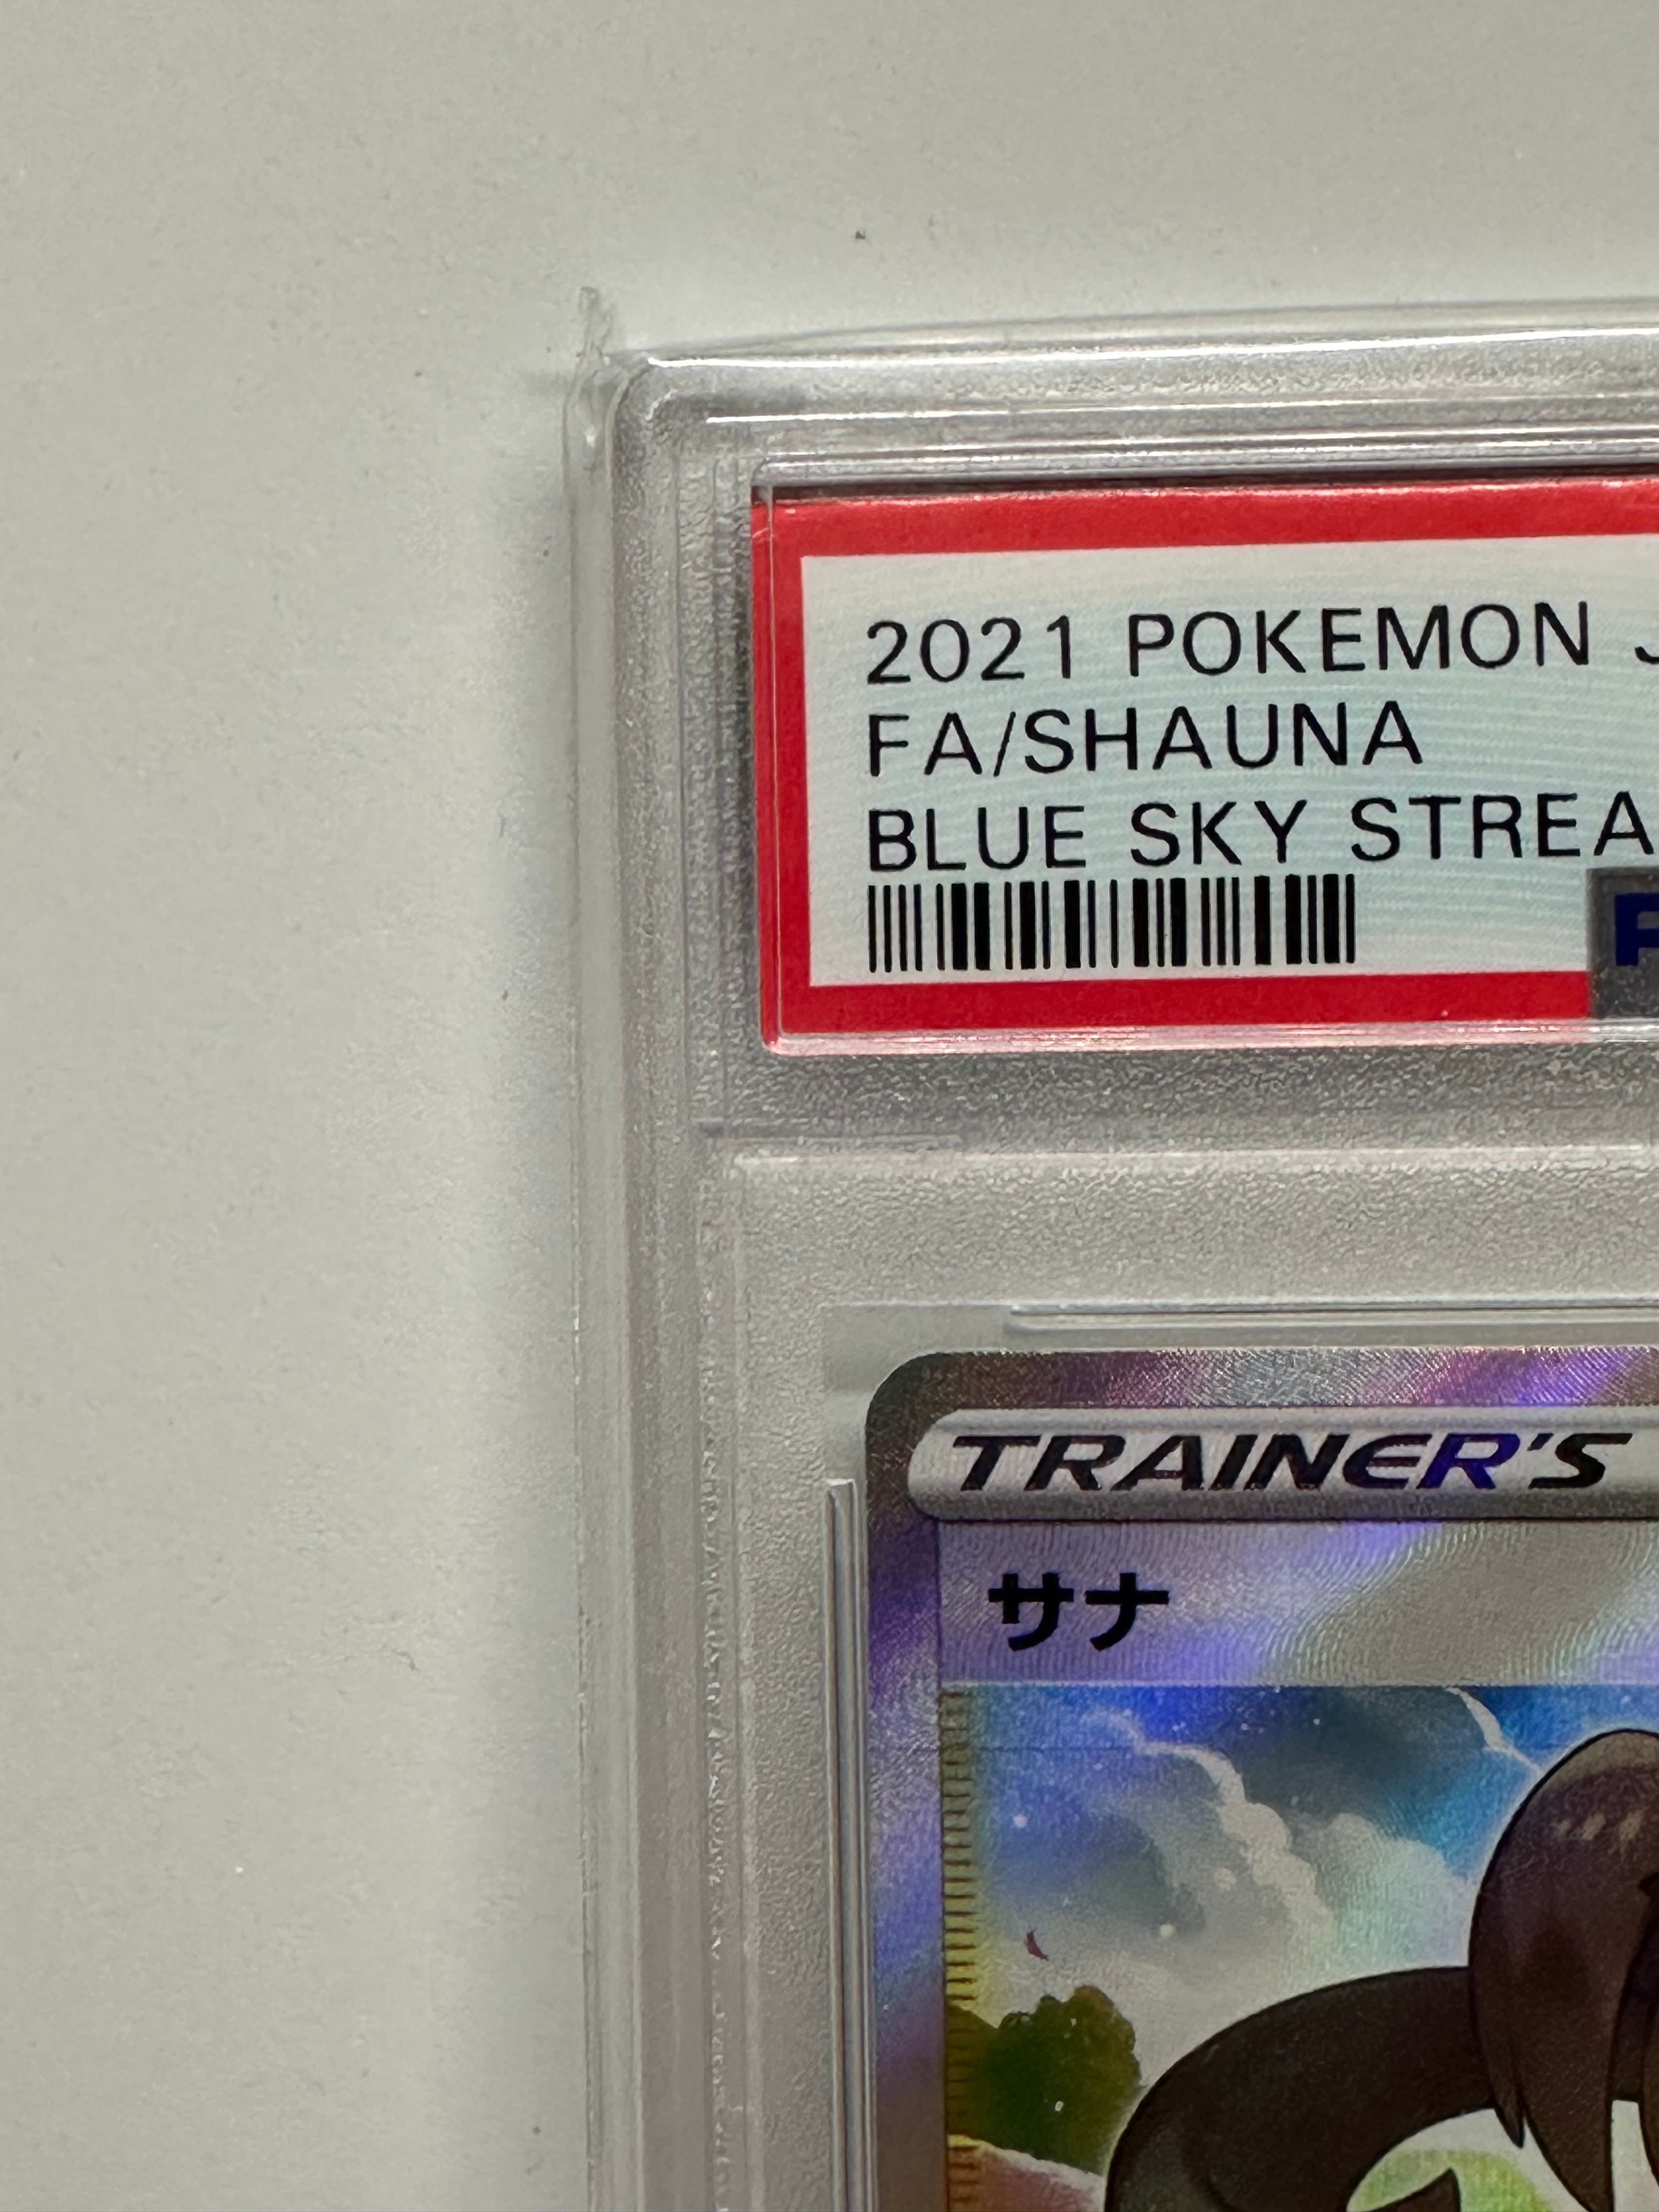 2021 POKEMON J
FA/SHAUNA
BLUE SKY STREA
TRAINER'S
サナ